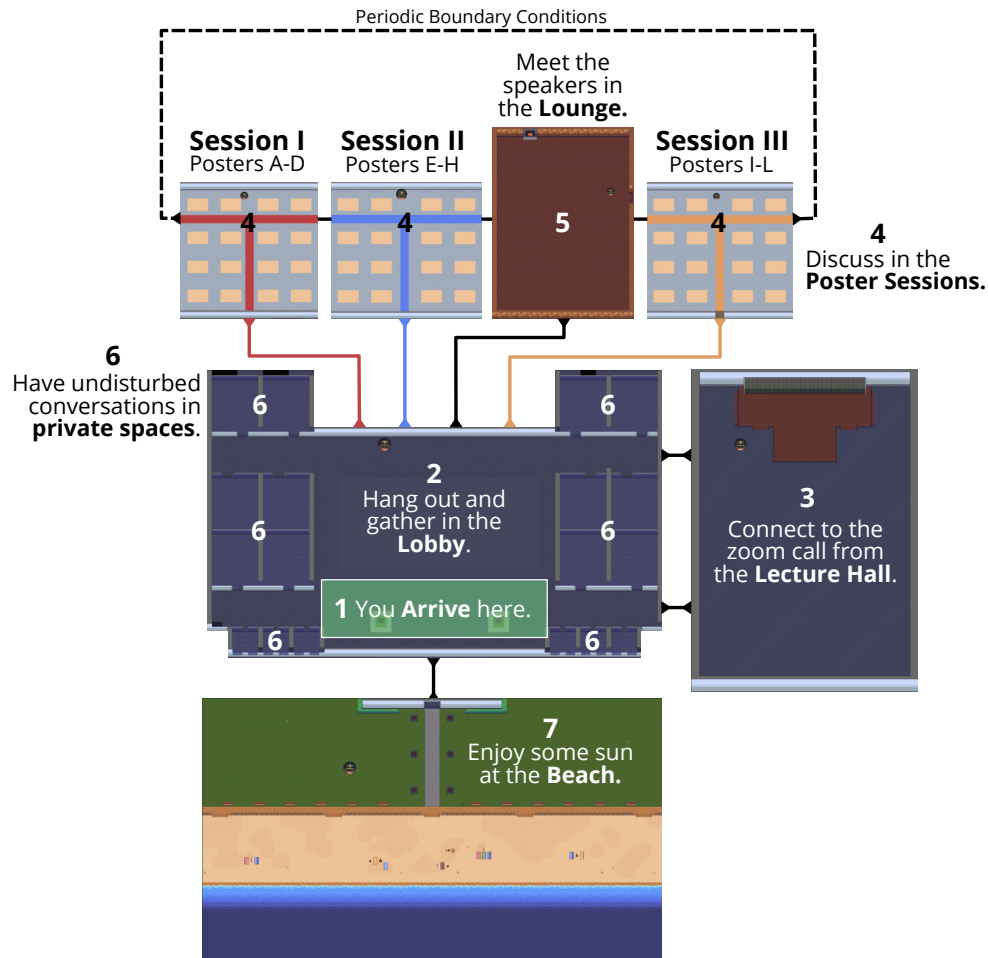 Periodic Boundary Conditions
Meet the
speakers in
the Lounge.
Session I
Posters A-D
Session II
Posters E-H
Session III
Posters I-L
4
4
5
4
4
Discuss in the
Poster Sessions.
6
Have undisturbed
conversations in
private spaces.
6
6
2
Hang out and
gather in the
Lobby.
6
6
3
Connect to the
zoom call from
the Lecture Hall.
1 You Arrive here.
6
6
7
Enjoy some sun
at the Beach.